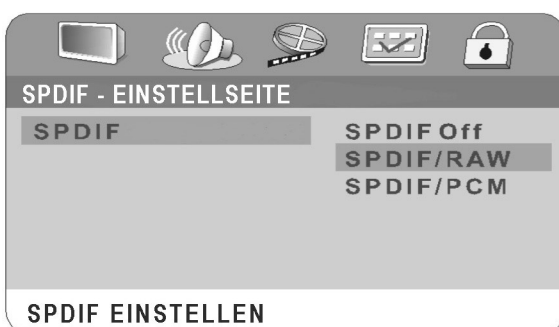 SPDIF - EINSTELLSEITE
SPDIF
SPDIF Off
SPDIF/RAW
SPDIF/PCM
SPDIF EINSTELLEN